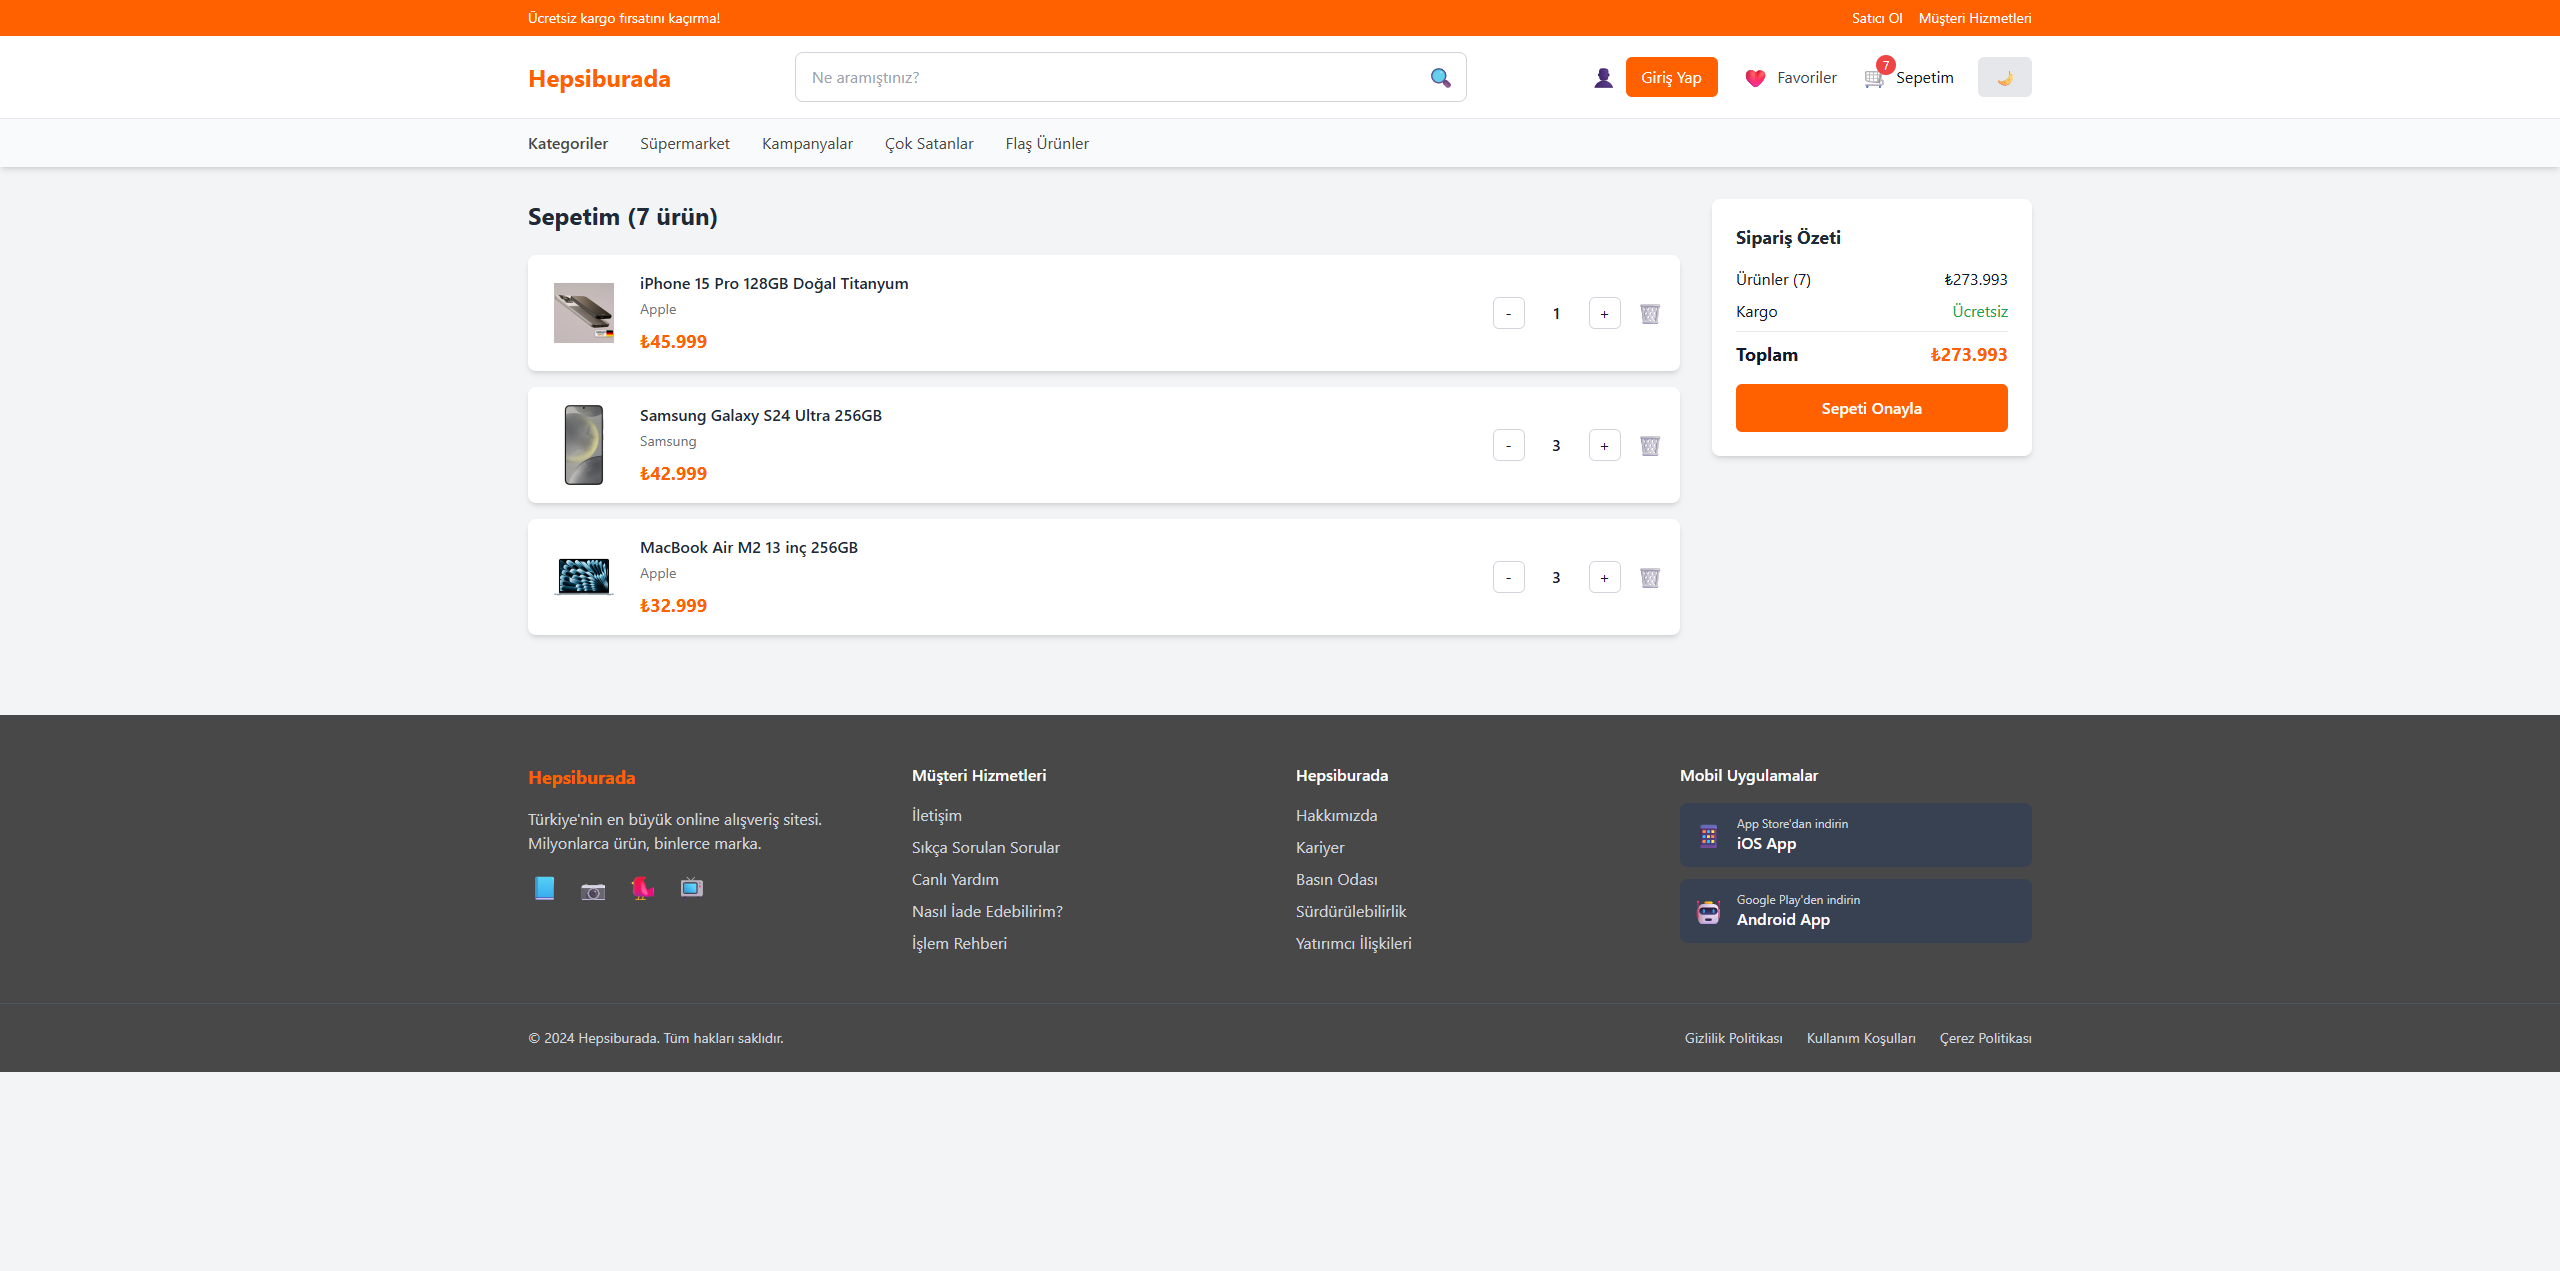 Ücretsiz kargo fırsatını kaçırma!
Satıcı Ol
Müşteri Hizmetleri
Hepsiburada
Ne aramıştınız?
Giriş Yap
Favoriler
7
Sepetim
Kategoriler
Süpermarket
Kampanyalar
Çok Satanlar
Flaş Ürünler
Sepetim (7 ürün)
iPhone 15 Pro 128GB Doğal Titanyum
Apple
₺45.999
- 1 +
Samsung Galaxy S24 Ultra 256GB
Samsung
₺42.999
- 3 +
MacBook Air M2 13 inç 256GB
Apple
₺32.999
- 3 +
Sipariş Özeti
Ürünler (7) ₺273.993
Kargo Ücretsiz
Toplam ₺273.993
Sepeti Onayla
Hepsiburada
Türkiye'nin en büyük online alışveriş sitesi.
Milyonlarca ürün, binlerce marka.
Müşteri Hizmetleri
İletişim
Sıkça Sorulan Sorular
Canlı Yardım
Nasıl İade Edebilirim?
İşlem Rehberi
Hepsiburada
Hakkımızda
Kariyer
Basın Odası
Sürdürülebilirlik
Yatırımcı İlişkileri
Mobil Uygulamalar
App Store'dan indirin
iOS App
Google Play'den indirin
Android App
© 2024 Hepsiburada. Tüm hakları saklıdır.
Gizlilik Politikası
Kullanım Koşulları
Çerez Politikası